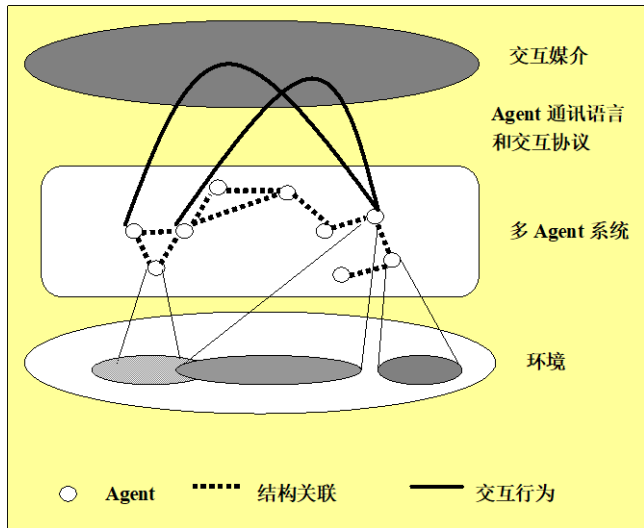 交互媒介
Agent 通讯语言
和交互协议
多 Agent 系统
环境
Agent
结构关联
交互行为